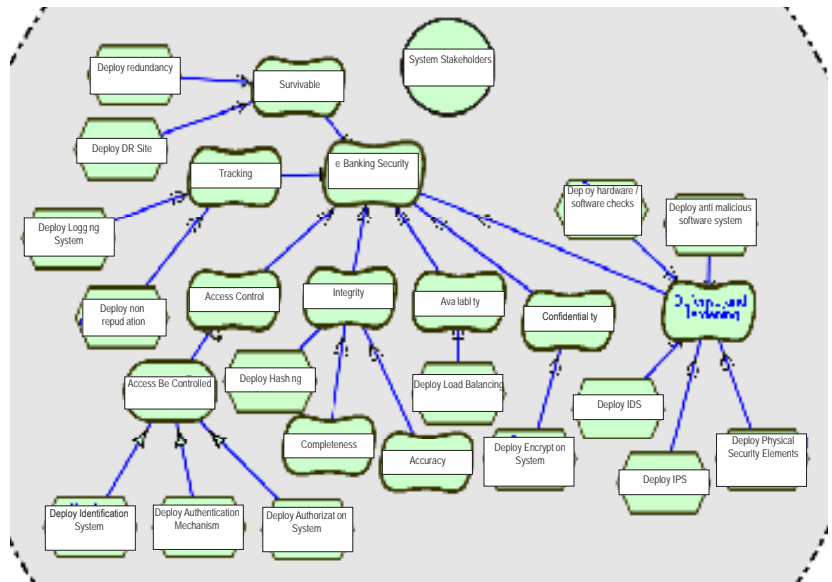 Deploy redundancy
System Stakeholders
Survivable
Deploy DR Site
e Banking Security
Tracking
Dep oy hardware /
software checks
Deploy anti malicious
software system
Deploy Logg ng
System
Access Control
Integrity
Ava labl ty
Confidential ty
Deploy non
repud ation
Access Be Controlled
Deploy Hash ng
Deploy Load Balancing
Deploy IDS
Completeness
Accuracy
Deploy Encrypt on
System
Deploy Physical
Security Elements
Deploy IPS
Deploy Identification
System
Deploy Authentication
Mechanism
Deploy Authorizat on
System